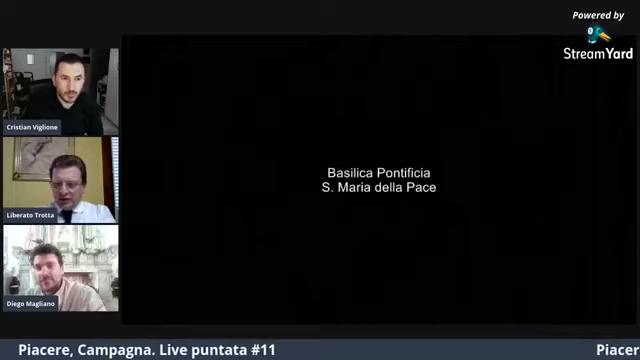 Powered by
StreamYard
Cristian Viglione
Basilica Pontificia
S. Maria della Pace
Liberato Trotta
Diego Magliano
Piacere, Campagna. Live puntata #11
Piacer